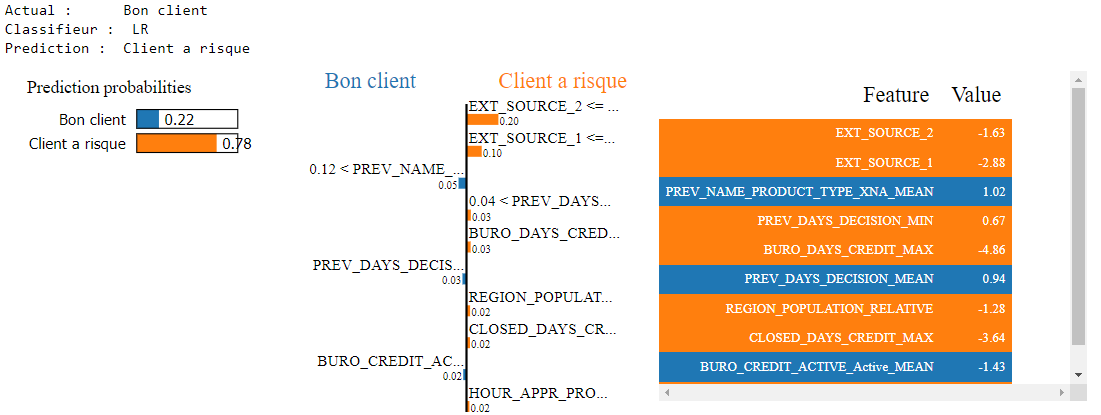 Actual :      Bon client
Classifieur :  LR
Prediction :  Client a risque
Prediction probabilities
Bon client 0.22
Client a risque 0.78
Bon client Client a risque
EXT_SOURCE_2 <= ...
0.20
EXT_SOURCE_1 <=...
0.10
0.12 < PREV_NAME_...
0.05
0.04 < PREV_DAYS...
0.03
BURO_DAYS_CRED...
0.03
PREV_DAYS_DECIS...
0.03
REGION_POPULAT...
0.02
CLOSED_DAYS_CR...
0.02
BURO_CREDIT_AC...
0.02
HOUR_APPR_PRO...
0.02
Feature Value
EXT_SOURCE_2 -1.63
EXT_SOURCE_1 -2.88
PREV_NAME_PRODUCT_TYPE_XNA_MEAN 1.02
PREV_DAYS_DECISION_MIN 0.67
BURO_DAYS_CREDIT_MAX -4.86
PREV_DAYS_DECISION_MEAN 0.94
REGION_POPULATION_RELATIVE -1.28
CLOSED_DAYS_CREDIT_MAX -3.64
BURO_CREDIT_ACTIVE_Active_MEAN -1.43